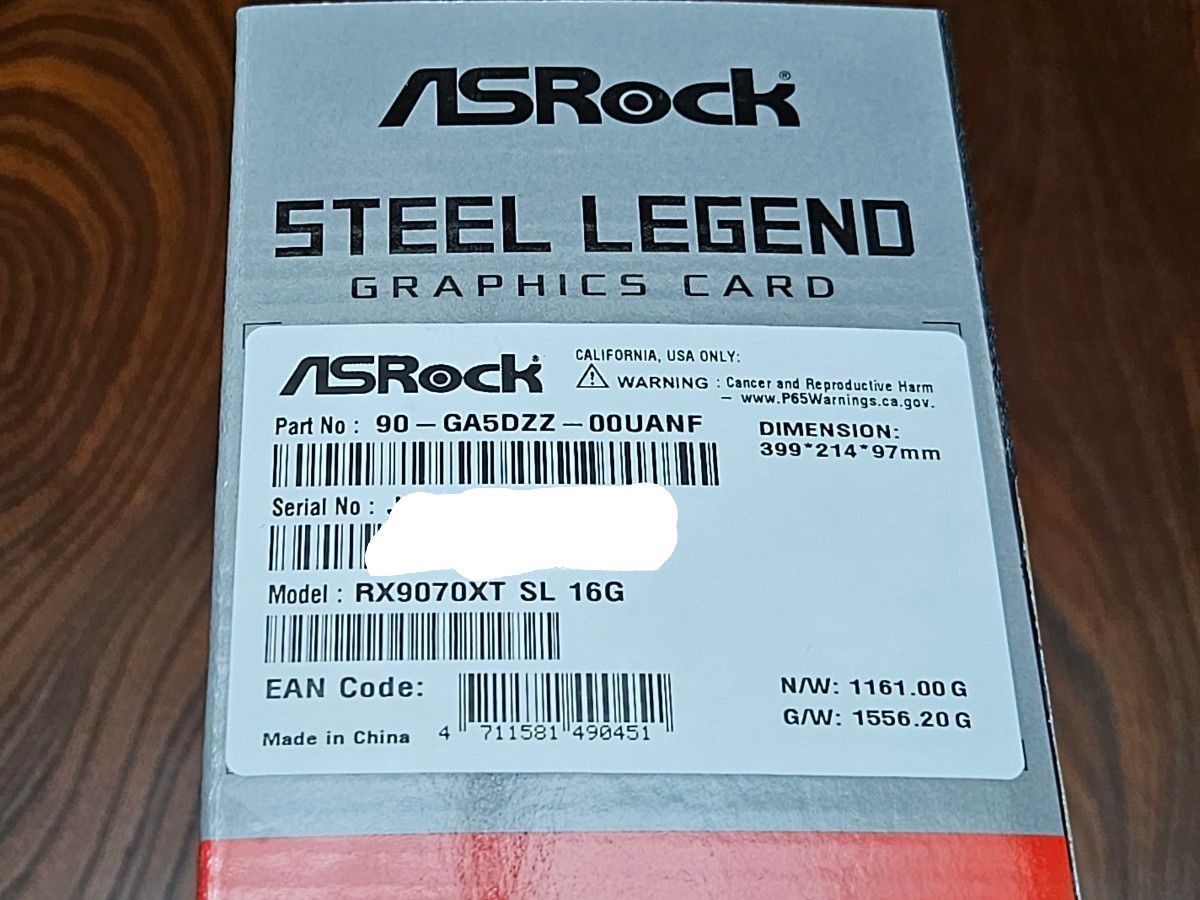 ASRock®
STEEL LEGEND
GRAPHICS CARD
ASRock®
CALIFORNIA, USA ONLY:
WARNING : Cancer and Reproductive Harm
– www.P65Warnings.ca.gov.
Part No : 90–GA5DZZ–00UANF
DIMENSION:
399*214*97mm
Serial No :
Model : RX9070XT SL 16G
EAN Code:
4 711581 490451
N/W: 1161.00G
G/W: 1556.20G
Made in China